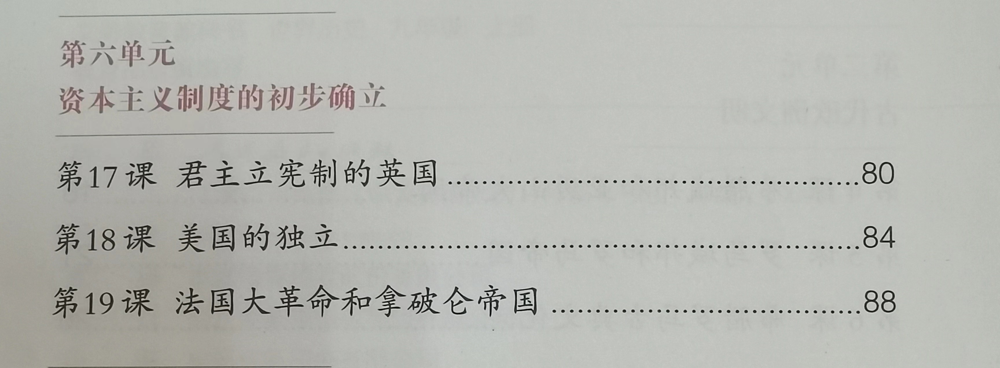 第六单元
资本主义制度的初步确立
第17课 君主立宪制的英国................................................80
第18课 美国的独立................................................84
第19课 法国大革命和拿破仑帝国................................................88